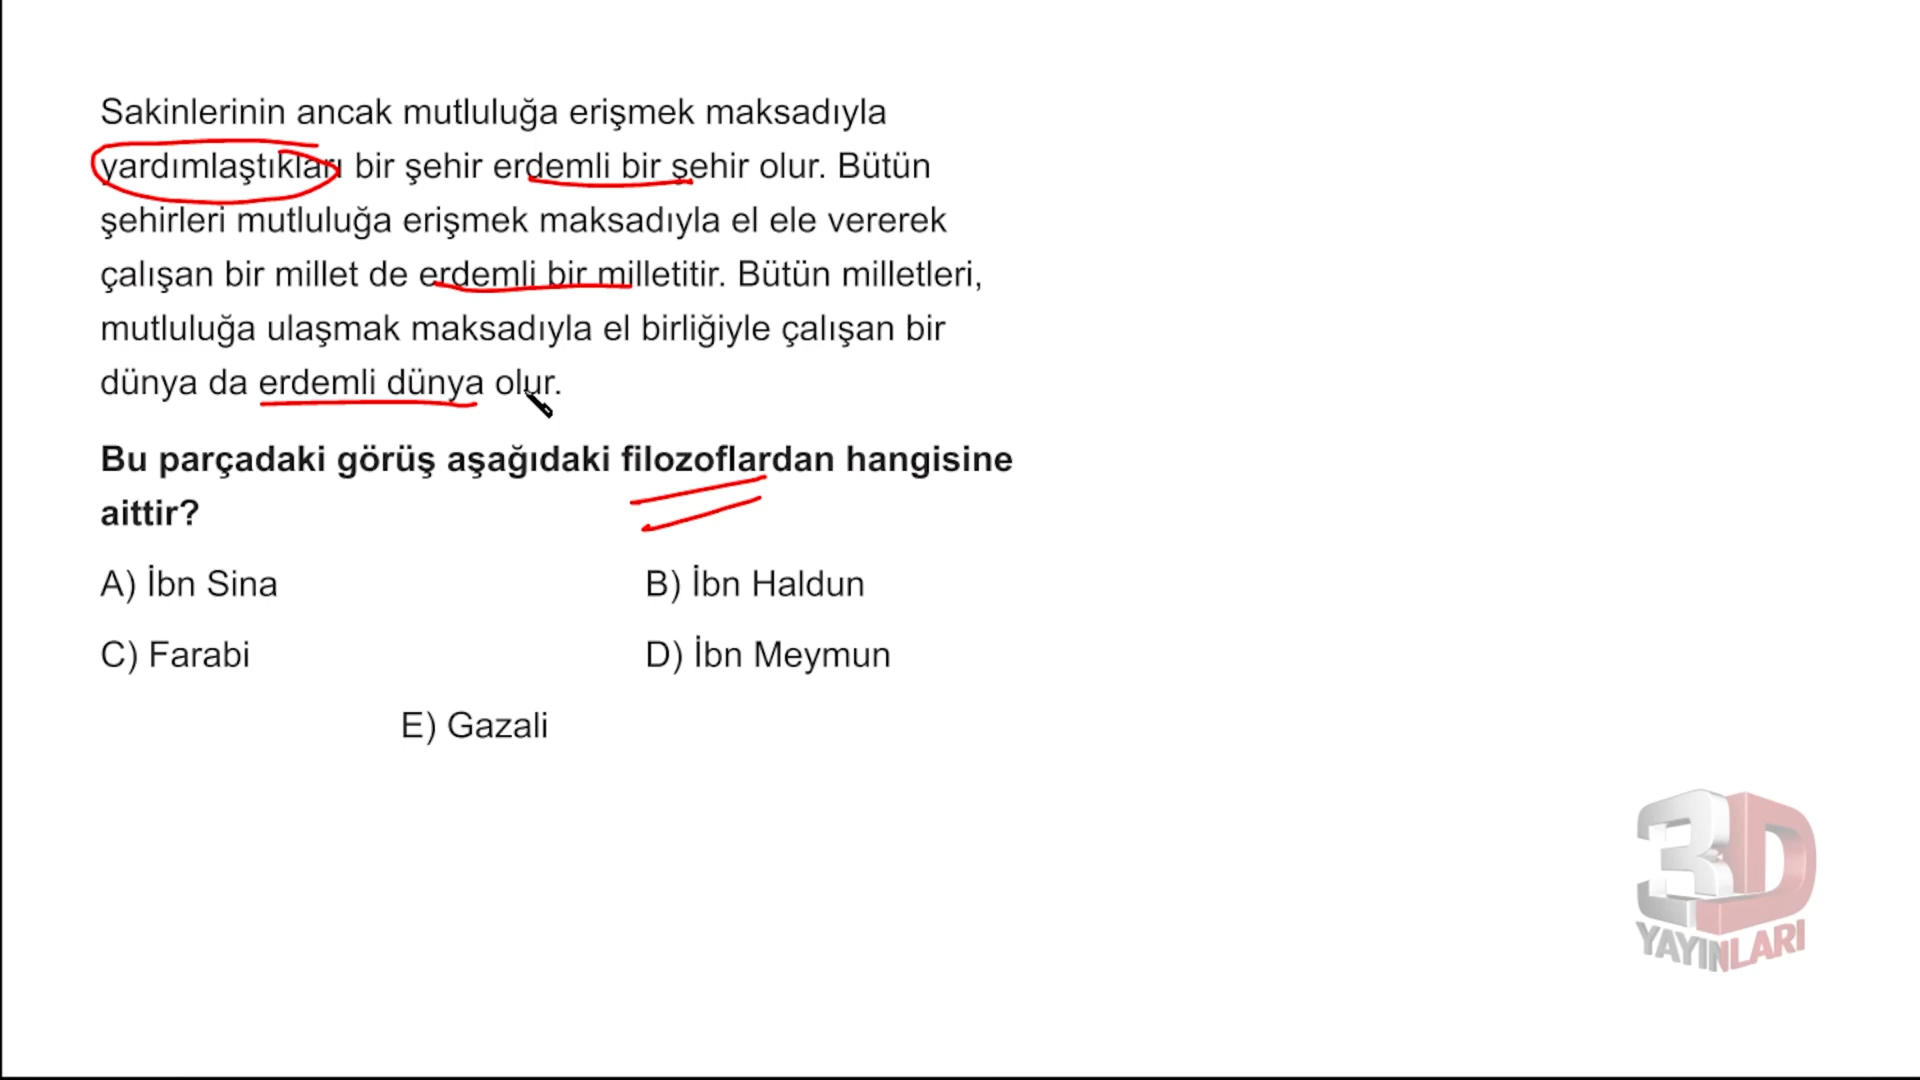 Sakinlerinin ancak mutluluğa erişmek maksadıyla
yardımlaştıkları bir şehir erdemli bir şehir olur. Bütün
şehirleri mutluluğa erişmek maksadıyla el ele vererek
çalışan bir millet de erdemli bir milletitir. Bütün milletleri,
mutluluğa ulaşmak maksadıyla el birliğiyle çalışan bir
dünya da erdemli dünya olur.
Bu parçadaki görüş aşağıdaki filozoflardan hangisine
aittir?
A) İbn Sina
B) İbn Haldun
C) Farabi
D) İbn Meymun
E) Gazali
3D
YAYINLARI